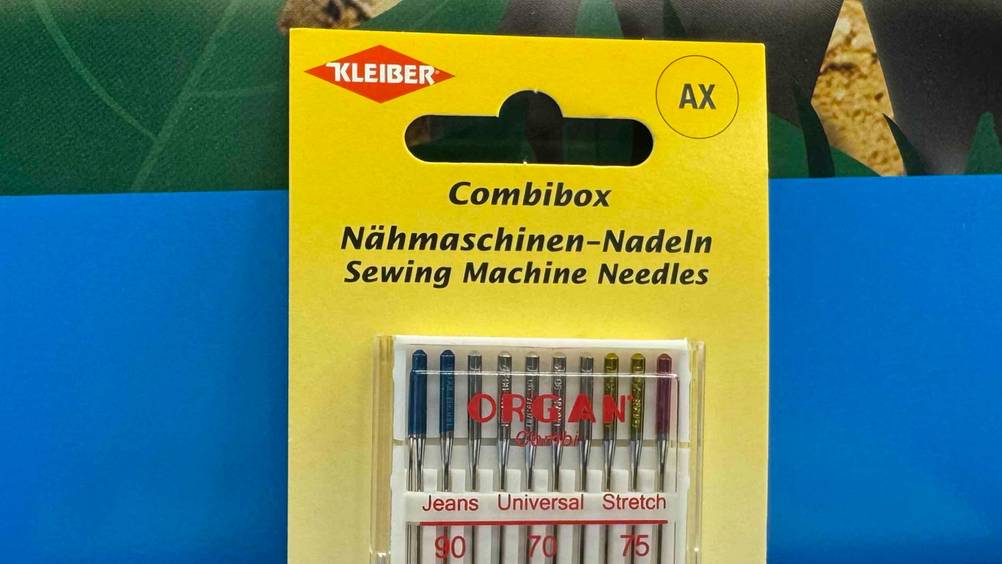 KLEIBER
AX
Combibox
Nähmaschinen-Nadeln
Sewing Machine Needles
ORGAN
Combi
Jeans Universal Stretch
90 70 75